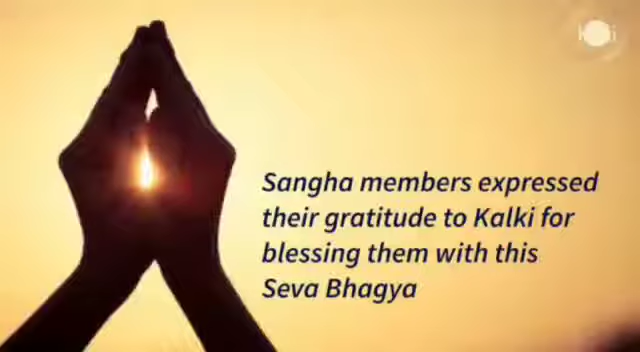 Sangha members expressed
their gratitude to Kalki for
blessing them with this
Seva Bhagya